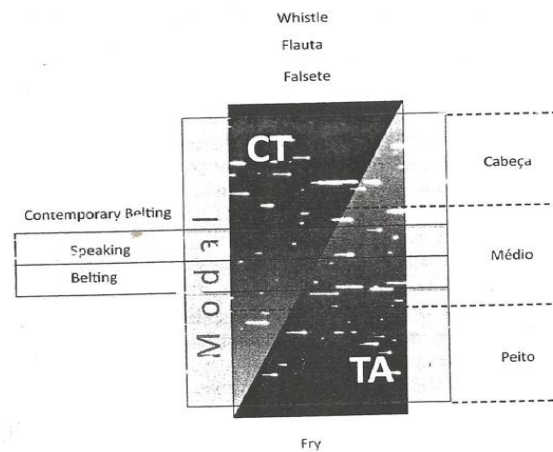 Whistle
Flauta
Falsete
CT
Cabeça
Contemporary Belting
Speaking
Médio
Belting
Modal
TA
Peito
Fry